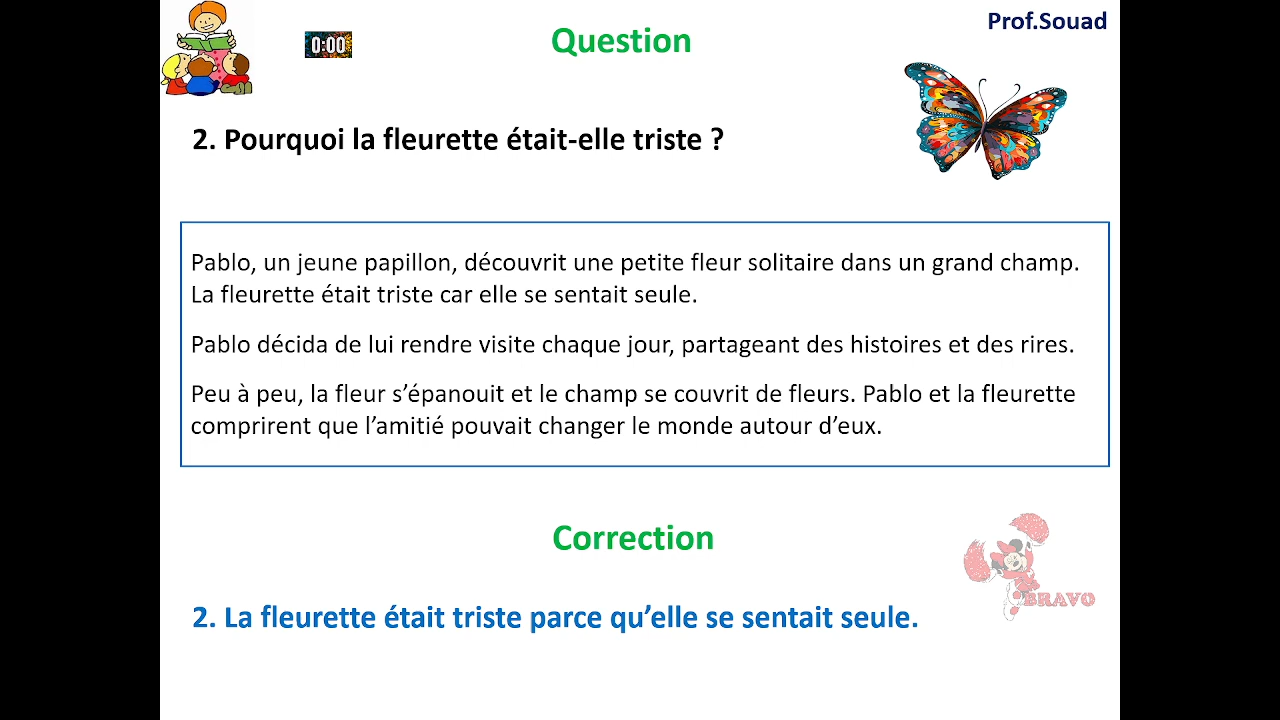 Prof.Souad
0:00
Question
2. Pourquoi la fleurette était-elle triste ?
Pablo, un jeune papillon, découvrit une petite fleur solitaire dans un grand champ.
La fleurette était triste car elle se sentait seule.
Pablo décida de lui rendre visite chaque jour, partageant des histoires et des rires.
Peu à peu, la fleur s’épanouit et le champ se couvrit de fleurs. Pablo et la fleurette
comprirent que l’amitié pouvait changer le monde autour d’eux.
Correction
BRAVO
2. La fleurette était triste parce qu’elle se sentait seule.